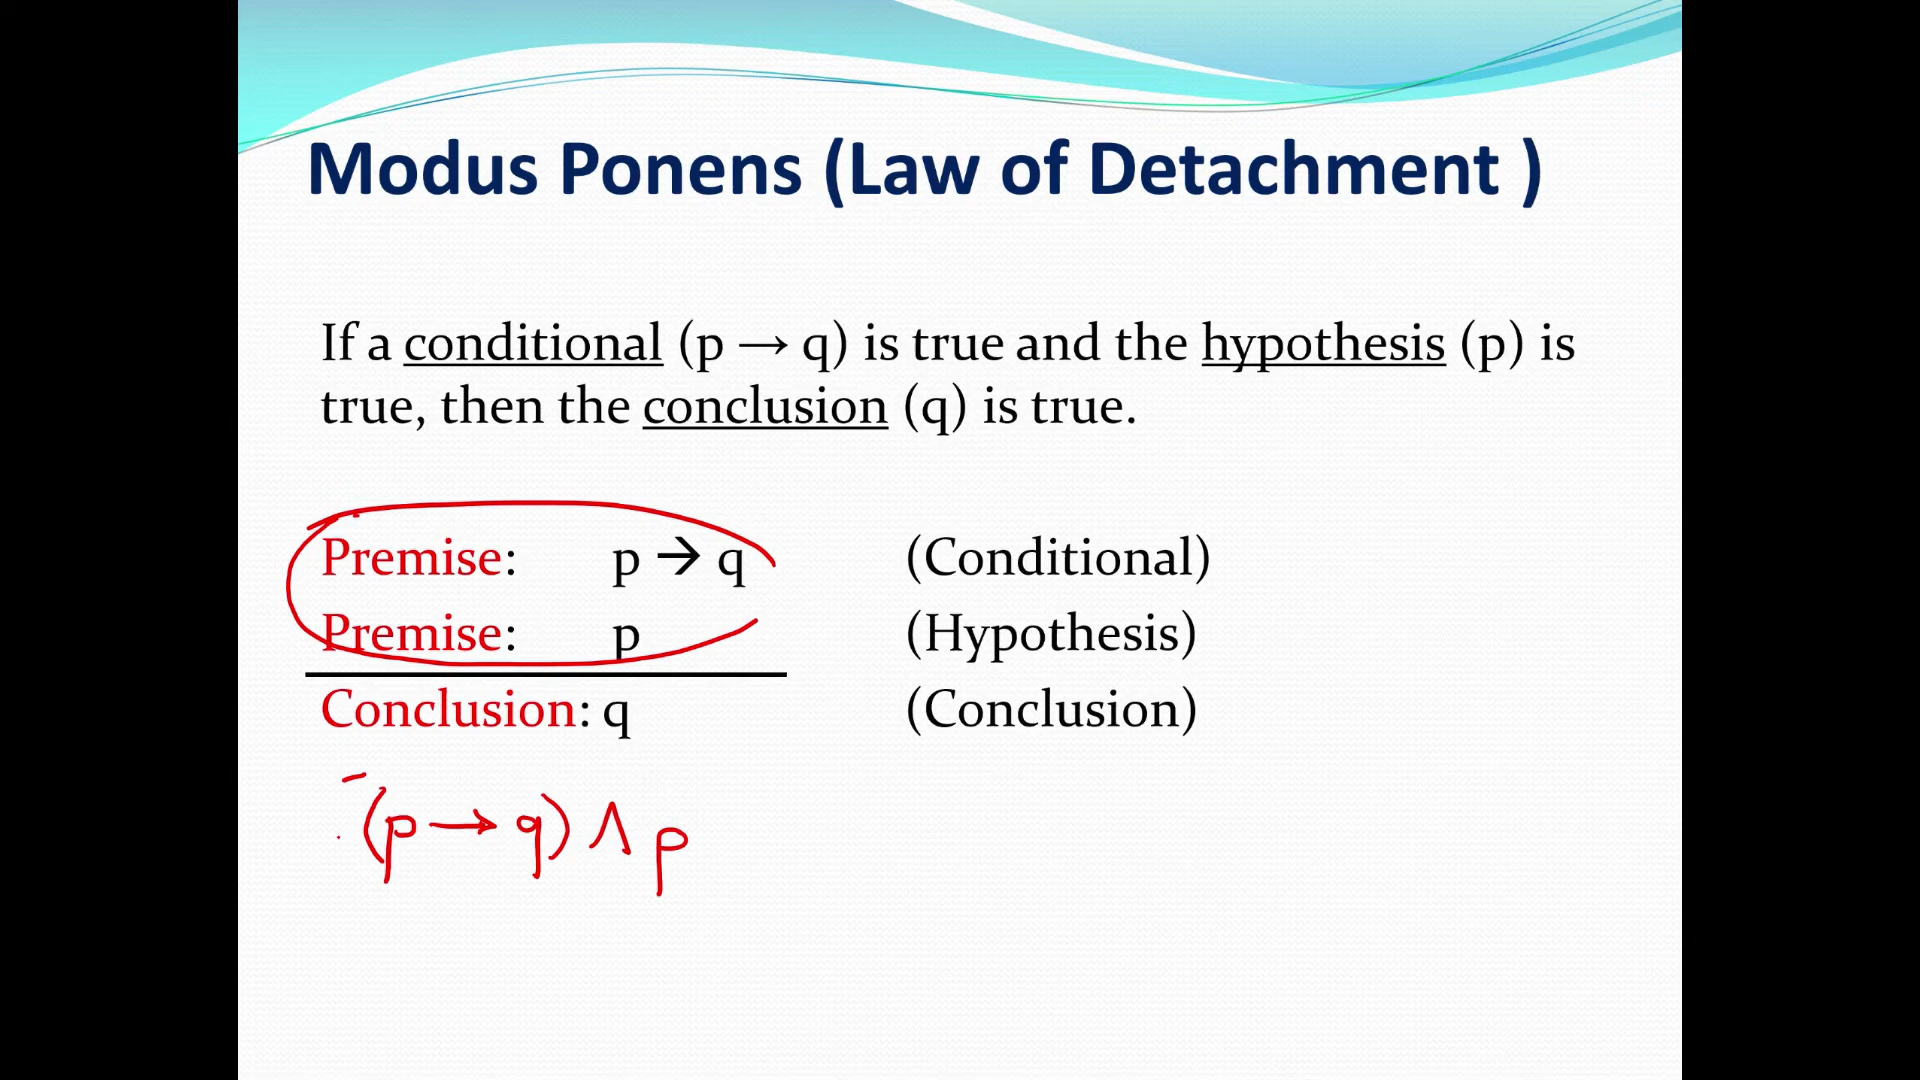 Modus Ponens (Law of Detachment )
If a conditional (p → q) is true and the hypothesis (p) is
true, then the conclusion (q) is true.
Premise: p → q (Conditional)
Premise: p (Hypothesis)
Conclusion: q (Conclusion)
(p → q) ∧ p